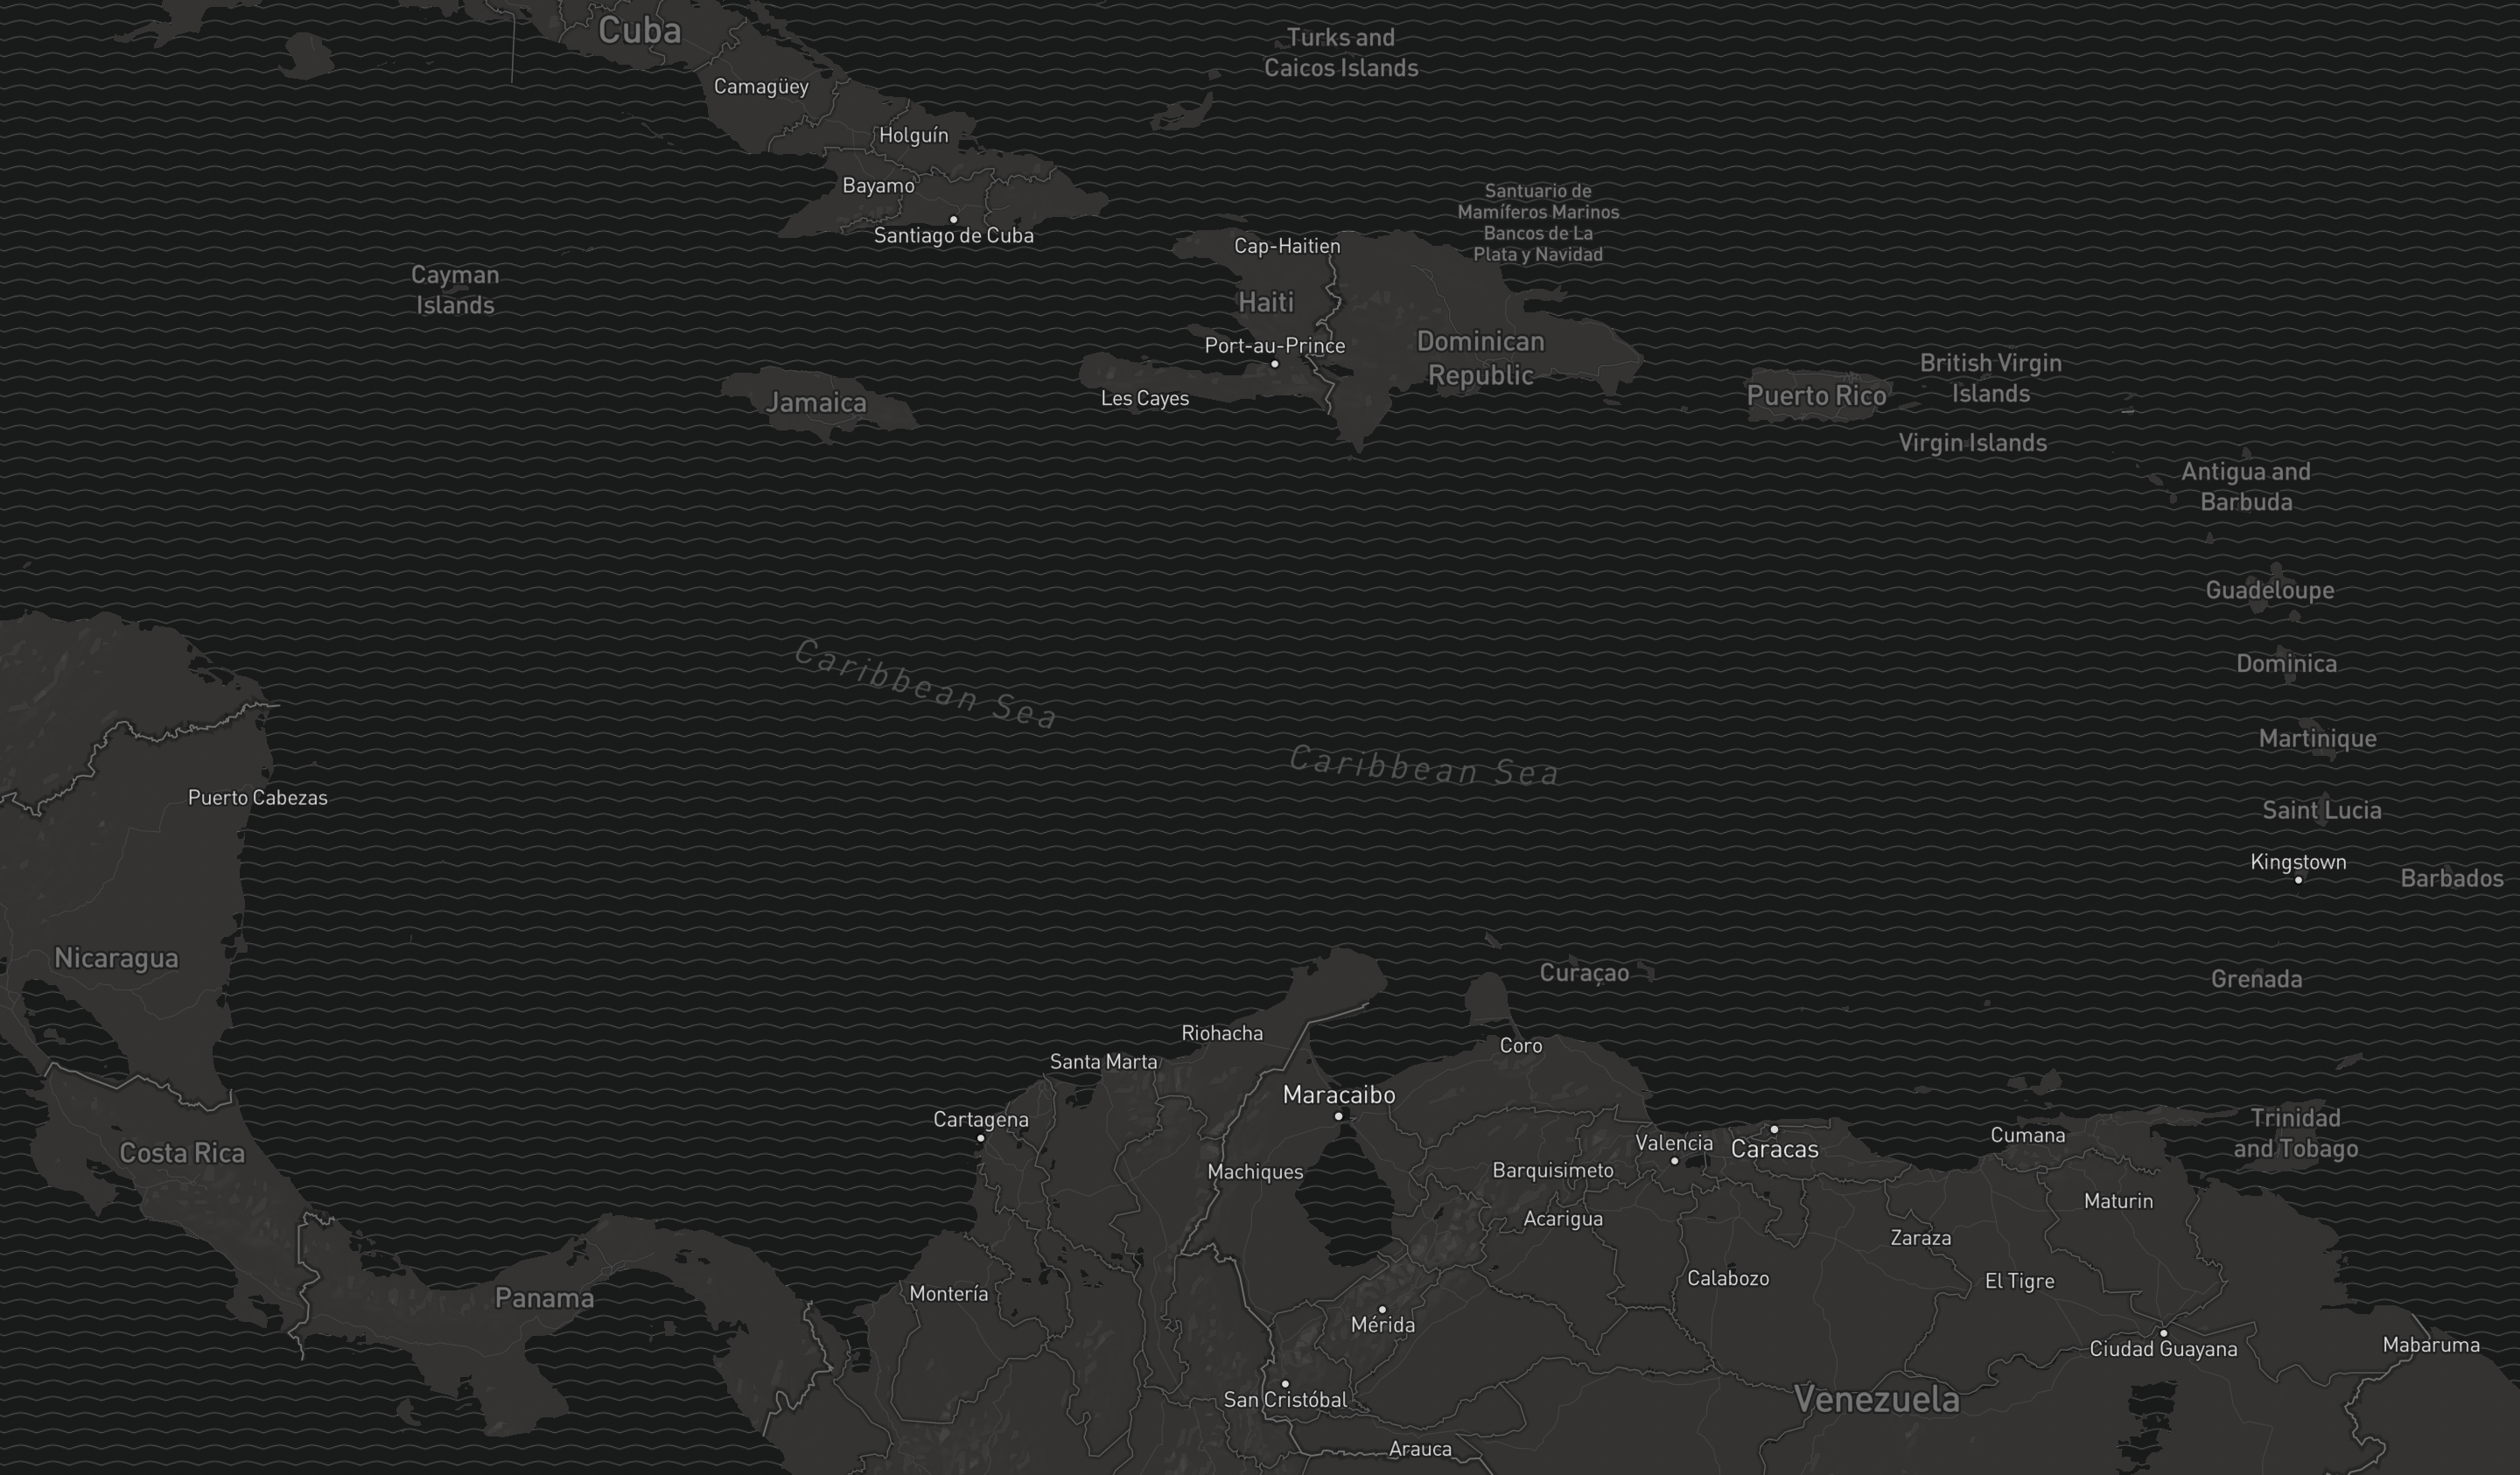 Cuba
Turks and
Caicos Islands
Camagüey
Holguín
Bayamo
Santiago de Cuba
Santuario de
Mamíferos Marinos
Bancos de La
Plata y Navidad
Cap-Haitien
Cayman
Islands
Haiti
Port-au-Prince
Dominican
Republic
British Virgin
Islands
Les Cayes
Jamaica
Puerto Rico
Virgin Islands
Antigua and
Barbuda
Guadeloupe
Dominica
Caribbean Sea
Martinique
Caribbean Sea
Puerto Cabezas
Saint Lucia
Kingstown
Barbados
Nicaragua
Curaçao
Grenada
Riohacha
Coro
Santa Marta
Maracaibo
Cartagena
Trinidad
and Tobago
Cumana
Valencia
Caracas
Costa Rica
Machiques
Barquisimeto
Maturin
Acarigua
Zaraza
Calabozo
El Tigre
Montería
Panama
Mérida
Ciudad Guayana
Mabaruma
San Cristóbal
Venezuela
Arauca